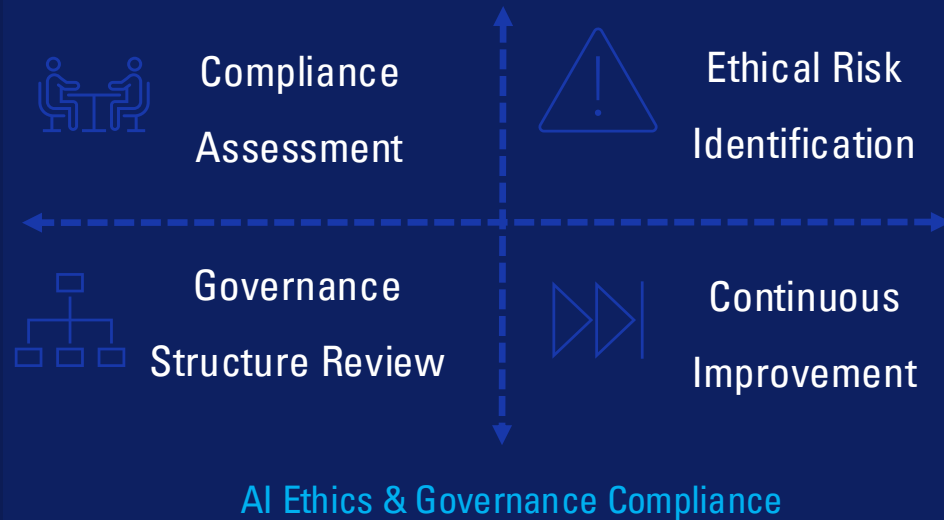 Compliance
Assessment
Ethical Risk
Identification
Governance
Structure Review
Continuous
Improvement
AI Ethics & Governance Compliance